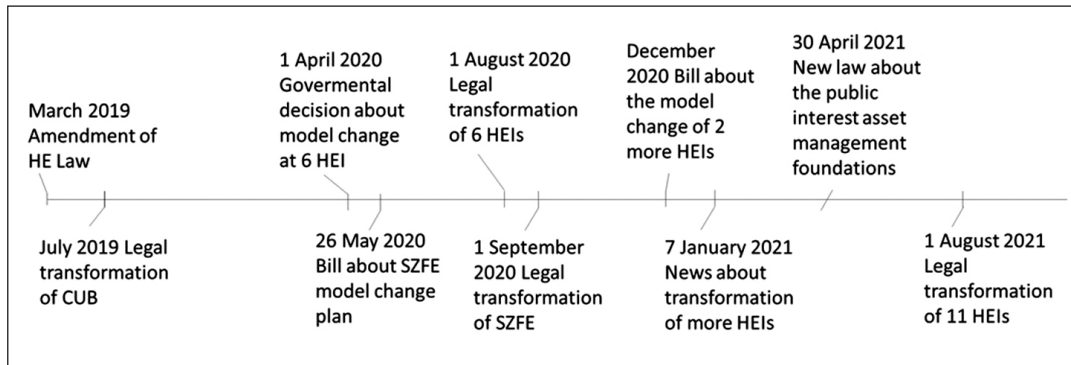 March 2019
Amendment of
HE Law
July 2019 Legal
transformation
of CUB
1 April 2020
Govermental
decision about
model change
at 6 HEI
26 May 2020
Bill about SZFE
model change
plan
1 August 2020
Legal
transformation
of 6 HEIs
1 September
2020 Legal
transformation
of SZFE
December
2020 Bill about
the model
change of 2
more HEIs
7 January 2021
News about
transformation
of more HEIs
30 April 2021
New law about
the public
interest asset
management
foundations
1 August 2021
Legal
transformation
of 11 HEIs